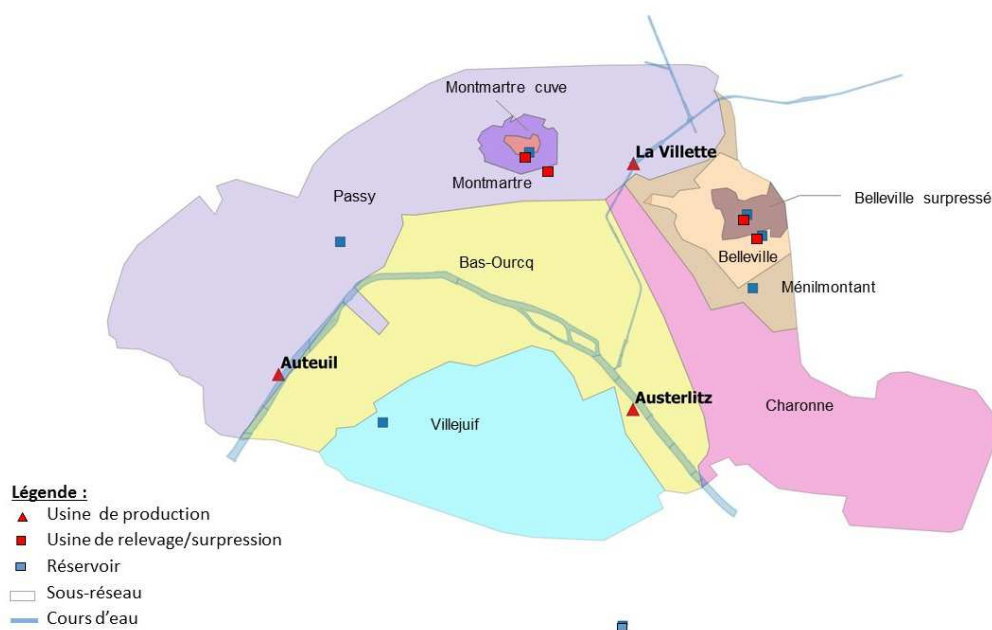 Montmartre cuve
La Villette
Montmartre
Passy
Belleville surpressé
Belleville
Bas-Ourcq
Ménilmontant
Auteuil
Austerlitz
Charonne
Villejuif
Légende :
Usine de production
Usine de relevage/surpression
Réservoir
Sous-réseau
Cours d'eau